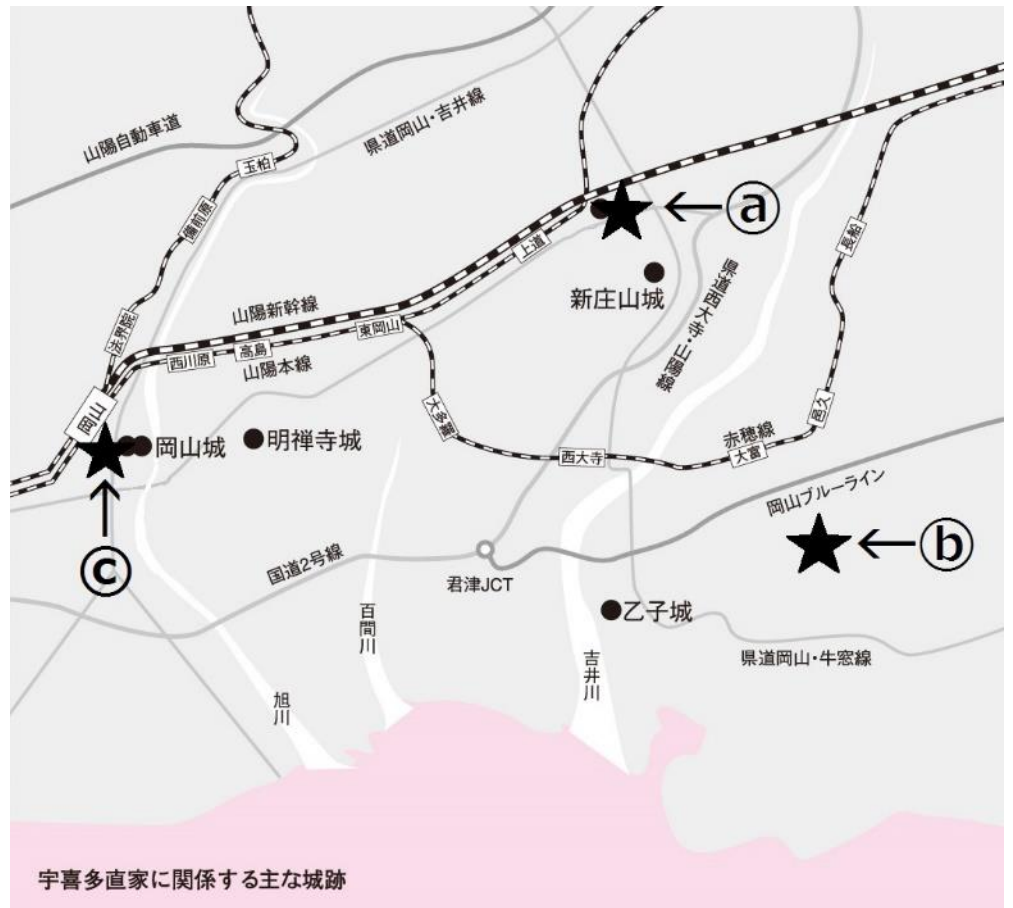 山陽自動車道
県道岡山・吉井線
玉柏
備前原
法界院
ⓐ
上道
新庄山城
県道西大寺・山陽線
長船
山陽新幹線
東岡山
高島
西川原
山陽本線
岡山
大多羅
邑久
赤穂線
大富
西大寺
岡山城
明禅寺城
岡山ブルーライン
ⓒ
ⓑ
国道2号線
君津JCT
乙子城
百間川
吉井川
県道岡山・牛窓線
旭川
宇喜多直家に関係する主な城跡